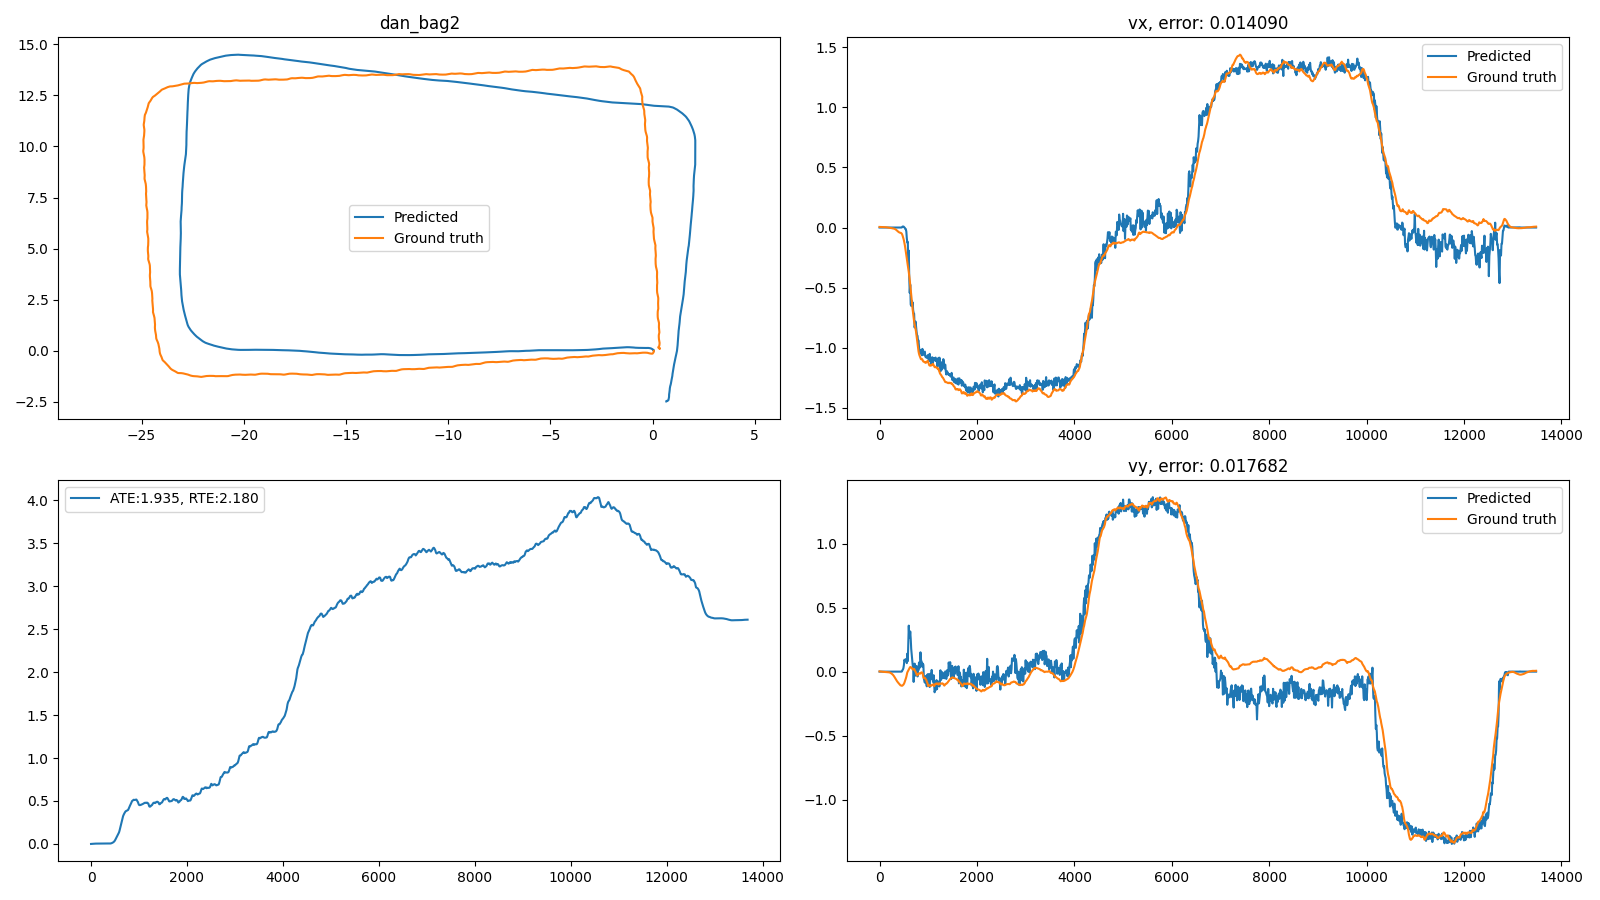 dan_bag2
15.0
12.5
10.0
7.5
5.0
2.5
0.0
−2.5
−25 −20 −15 −10 −5 0 5
Predicted
Ground truth
vx, error: 0.014090
1.5
1.0
0.5
0.0
−0.5
−1.0
−1.5
0 2000 4000 6000 8000 10000 12000 14000
Predicted
Ground truth
ATE:1.935, RTE:2.180
4.0
3.5
3.0
2.5
2.0
1.5
1.0
0.5
0.0
0 2000 4000 6000 8000 10000 12000 14000
vy, error: 0.017682
1.0
0.5
0.0
−0.5
−1.0
0 2000 4000 6000 8000 10000 12000 14000
Predicted
Ground truth